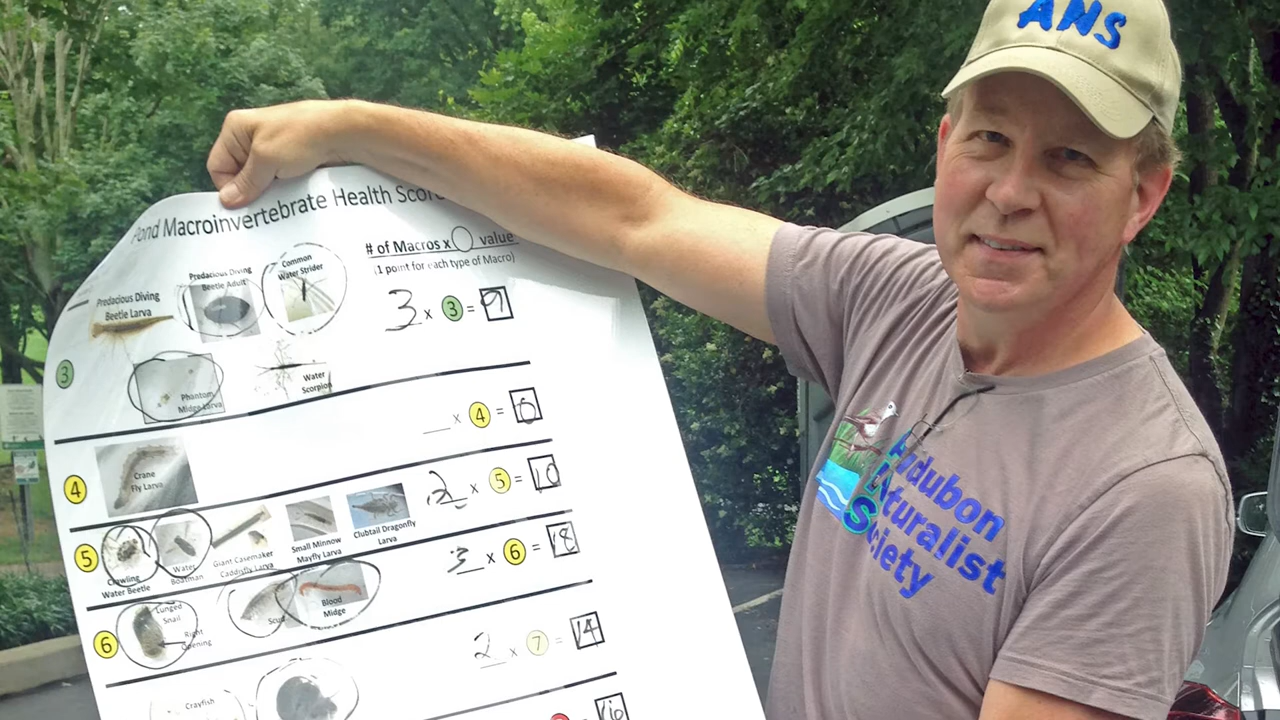 ANS
Pond Macroinvertebrate Health Score
# of Macros x value
(1 point for each type of Macro)
Predacious Diving
Beetle Larva
Predacious Diving
Beetle Adult
Common
Water Strider
3 x 3 = 9
3
Phantom
Midge Larva
Water
Scorpion
x 4 =
4
Crane
Fly Larva
2 x 5 = 10
5
Crawling
Water Beetle
Water
Boatman
Giant Casemaker
Caddisfly Larva
Small Minnow
Mayfly Larva
Clubtail Dragonfly
Larva
3 x 6 = 18
6
Lunged
Snail
Right
Opening
Scud
Blood
Midge
2 x 7 = 14
Crayfish
Audubon
Naturalist
Society